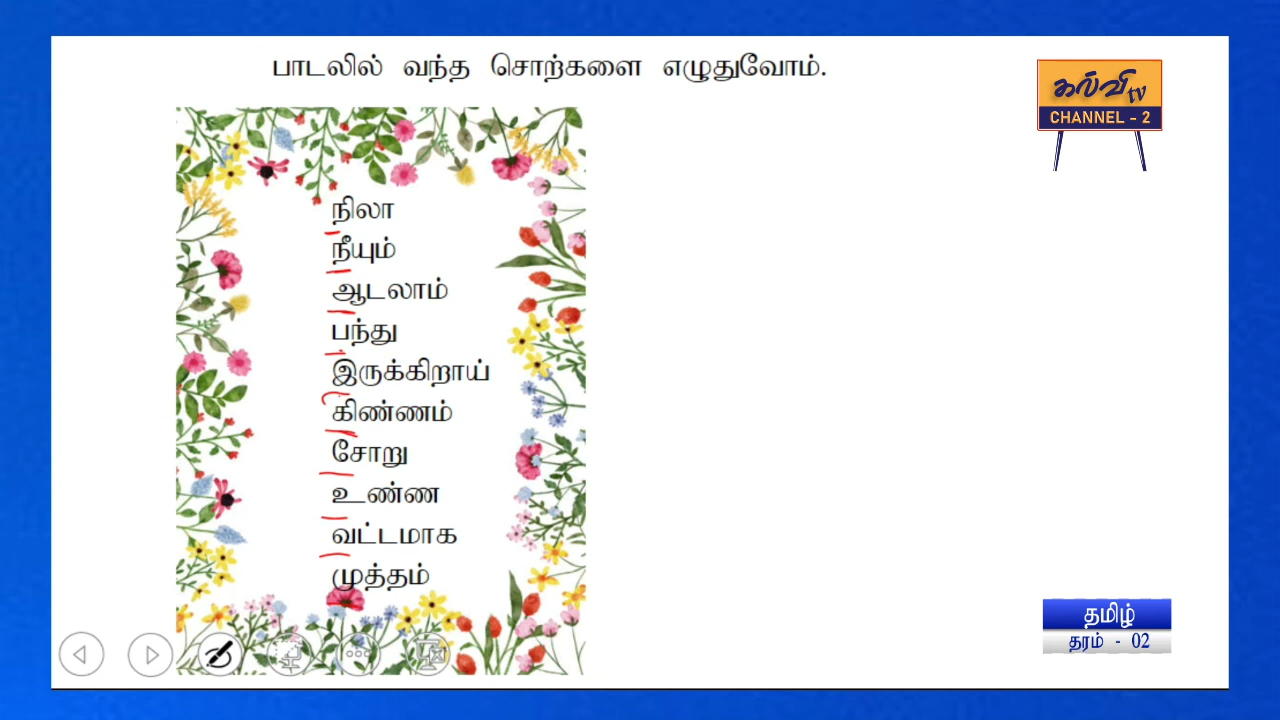 பாடலில் வந்த சொற்களை எழுதுவோம்.
கல்வி tv
CHANNEL - 2
நிலா
நீயும்
ஆடலாம்
பந்து
இருக்கிறாய்
கிண்ணம்
சோறு
உண்ண
வட்டமாக
முத்தம்
தமிழ்
தரம் - 02